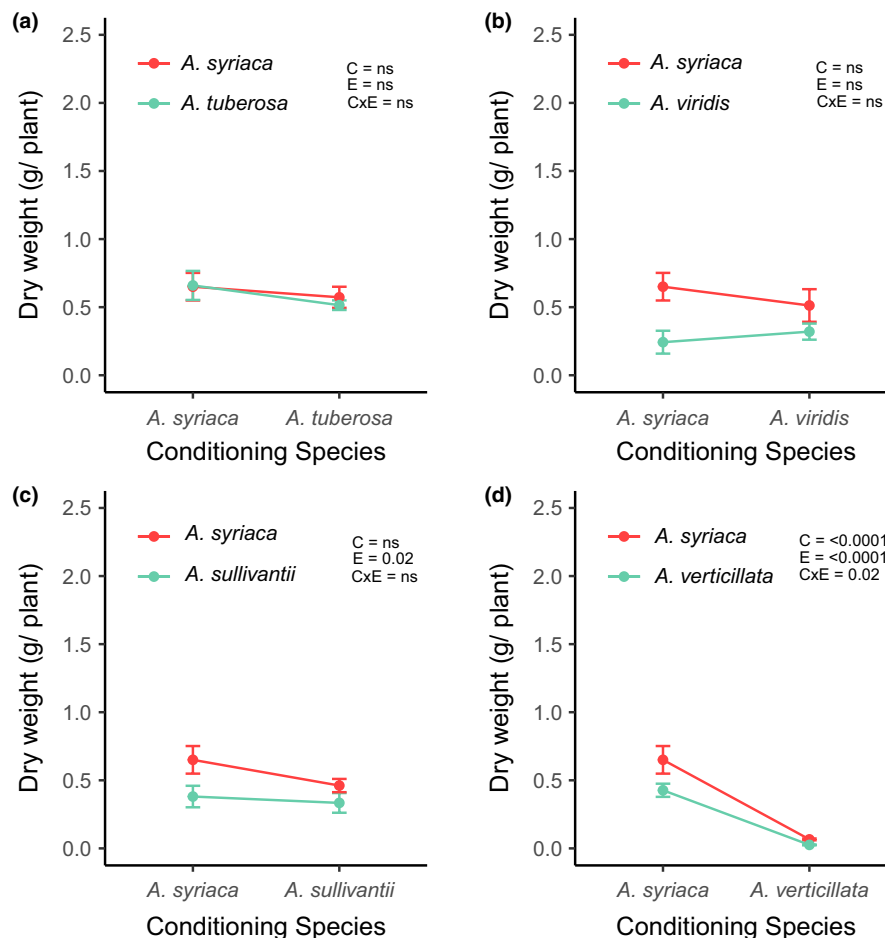 (a)
2.5
2.0
1.5
1.0
0.5
0.0
Dry weight (g/ plant)
A. syriaca
A. tuberosa
C = ns
E = ns
CxE = ns
A. syriaca
A. tuberosa
Conditioning Species
(b)
2.5
2.0
1.5
1.0
0.5
0.0
Dry weight (g/ plant)
A. syriaca
A. viridis
C = ns
E = ns
CxE = ns
A. syriaca
A. viridis
Conditioning Species
(c)
2.5
2.0
1.5
1.0
0.5
0.0
Dry weight (g/ plant)
A. syriaca
A. sullivantii
C = ns
E = 0.02
CxE = ns
A. syriaca
A. sullivantii
Conditioning Species
(d)
2.5
2.0
1.5
1.0
0.5
0.0
Dry weight (g/ plant)
A. syriaca
A. verticillata
C = <0.0001
E = <0.0001
CxE = 0.02
A. syriaca
A. verticillata
Conditioning Species